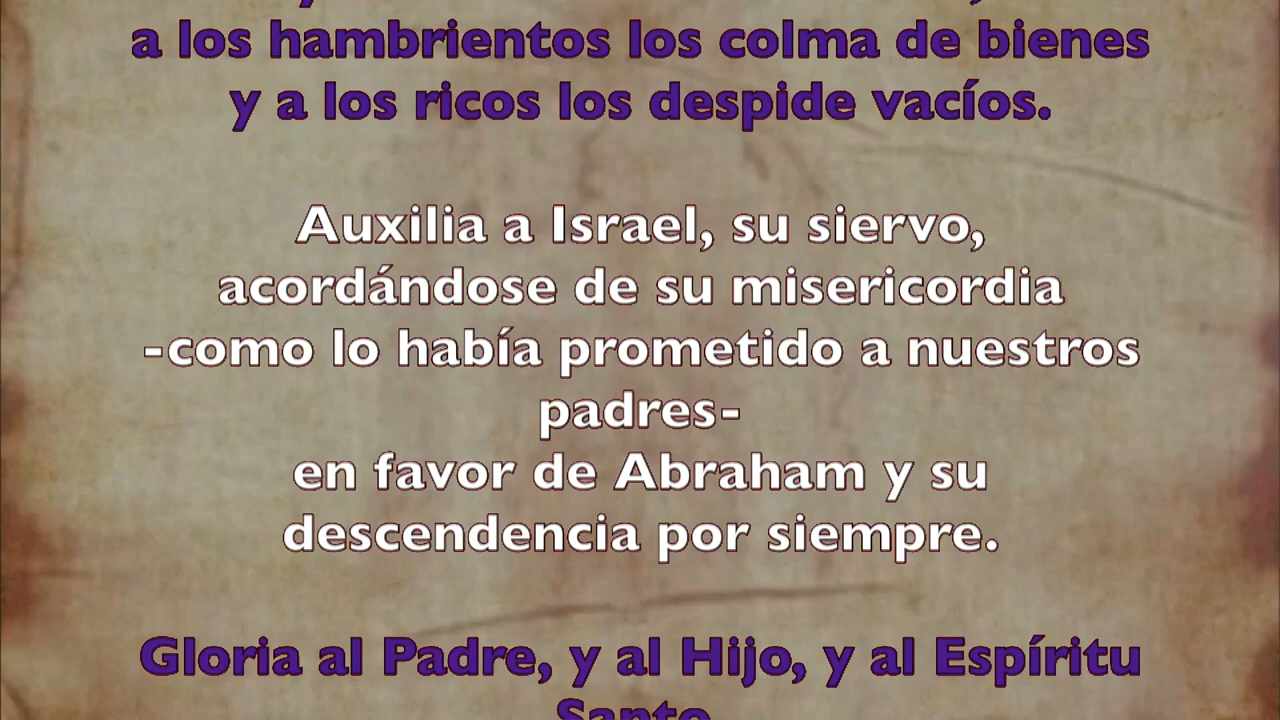 a los hambrientos los colma de bienes
y a los ricos los despide vacíos.
Auxilia a Israel, su siervo,
acordándose de su misericordia
-como lo había prometido a nuestros
padres-
en favor de Abraham y su
descendencia por siempre.
Gloria al Padre, y al Hijo, y al Espíritu
Santo